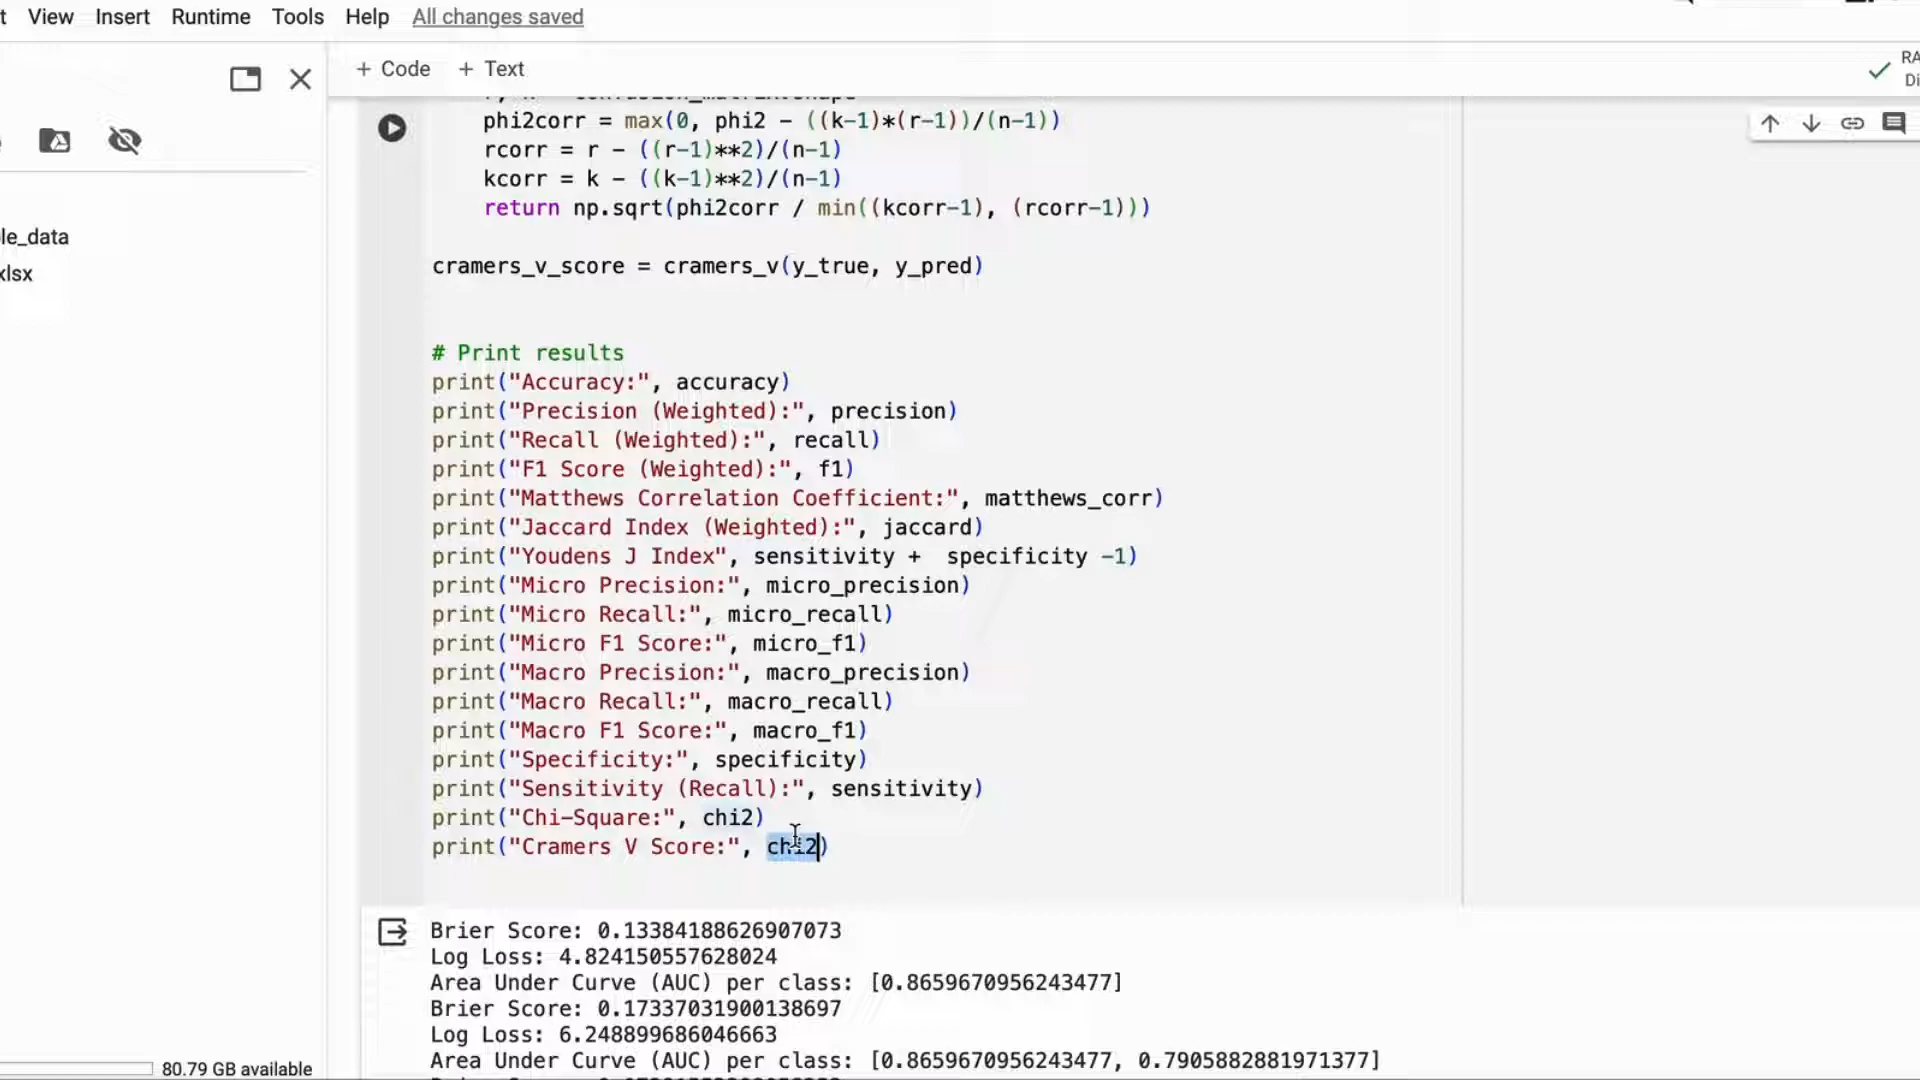 View Insert Runtime Tools Help All changes saved
+ Code + Text
le_data
xlsx
80.79 GB available
phi2corr = max(0, phi2 - ((k-1)*(r-1))/(n-1))
rcorr = r - ((r-1)**2)/(n-1)
kcorr = k - ((k-1)**2)/(n-1)
return np.sqrt(phi2corr / min((kcorr-1), (rcorr-1)))
cramers_v_score = cramers_v(y_true, y_pred)
# Print results
print("Accuracy:", accuracy)
print("Precision (Weighted):", precision)
print("Recall (Weighted):", recall)
print("F1 Score (Weighted):", f1)
print("Matthews Correlation Coefficient:", matthews_corr)
print("Jaccard Index (Weighted):", jaccard)
print("Youdens J Index", sensitivity +  specificity -1)
print("Micro Precision:", micro_precision)
print("Micro Recall:", micro_recall)
print("Micro F1 Score:", micro_f1)
print("Macro Precision:", macro_precision)
print("Macro Recall:", macro_recall)
print("Macro F1 Score:", macro_f1)
print("Specificity:", specificity)
print("Sensitivity (Recall):", sensitivity)
print("Chi-Square:", chi2)
print("Cramers V Score:", chi2)
Brier Score: 0.13384188626907073
Log Loss: 4.824150557628024
Area Under Curve (AUC) per class: [0.8659670956243477]
Brier Score: 0.17337031900138697
Log Loss: 6.248899686046663
Area Under Curve (AUC) per class: [0.8659670956243477, 0.7905882881971377]
RA
Di